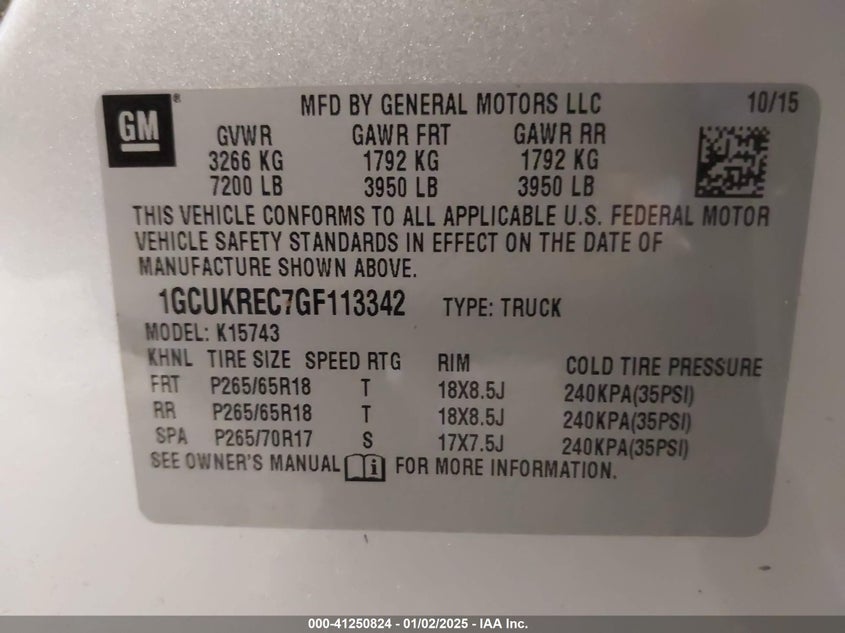 GM® MFD BY GENERAL MOTORS LLC 10/15
GVWR GAWR FRT GAWR RR
3266 KG 1792 KG 1792 KG
7200 LB 3950 LB 3950 LB
THIS VEHICLE CONFORMS TO ALL APPLICABLE U.S. FEDERAL MOTOR
VEHICLE SAFETY STANDARDS IN EFFECT ON THE DATE OF
MANUFACTURE SHOWN ABOVE.
1GCUKREC7GF113342 TYPE: TRUCK
MODEL: K15743
KHNL TIRE SIZE SPEED RTG RIM COLD TIRE PRESSURE
FRT P265/65R18 T 18X8.5J 240KPA(35PSI)
RR P265/65R18 T 18X8.5J 240KPA(35PSI)
SPA P265/70R17 S 17X7.5J 240KPA(35PSI)
SEE OWNER'S MANUAL i FOR MORE INFORMATION.
000-41250824 - 01/02/2025 - IAA Inc.